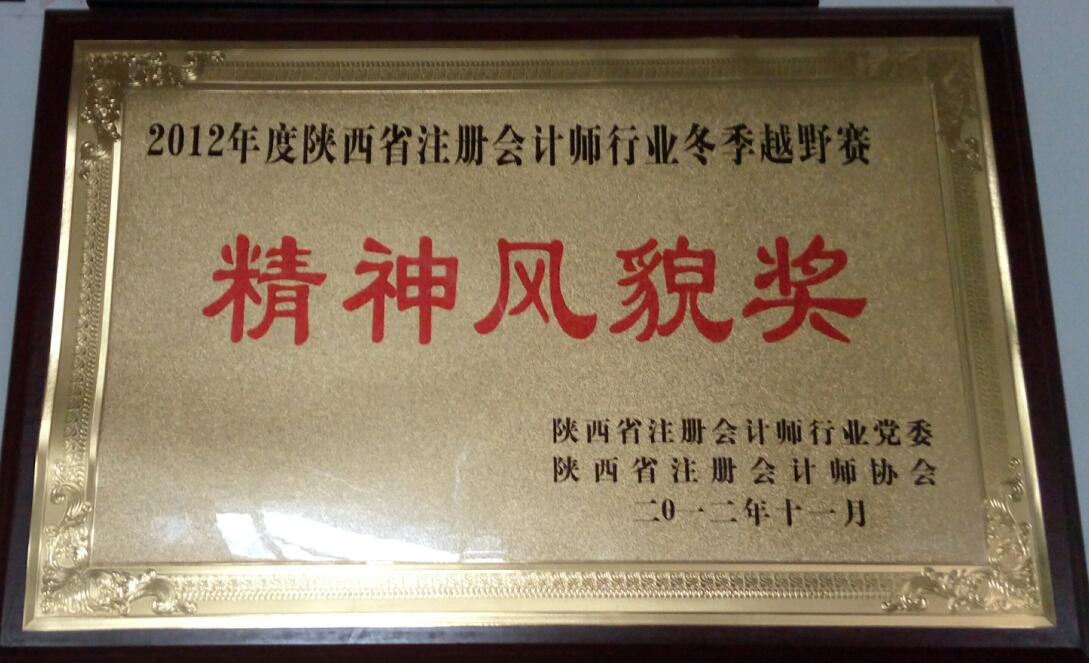 2012年度陕西省注册会计师行业冬季越野赛
精神风貌奖
陕西省注册会计师行业党委
陕西省注册会计师协会
二0一二年十一月